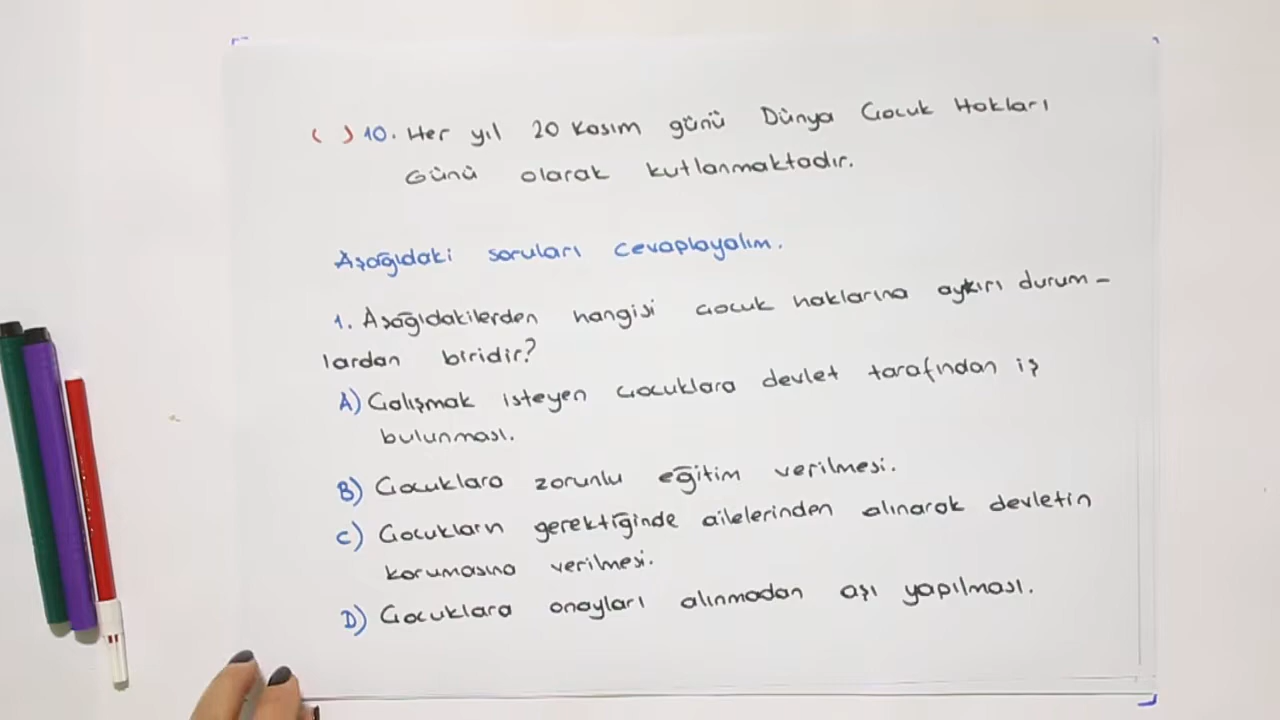 ( ) 10. Her yıl 20 Kasım günü Dünya Çocuk Hakları
Günü olarak kutlanmaktadır.
Aşağıdaki soruları cevaplayalım.
1. Aşağıdakilerden hangisi çocuk haklarına aykırı durum-
lardan biridir?
A) Çalışmak isteyen çocuklara devlet tarafından iş
bulunması.
B) Çocuklara zorunlu eğitim verilmesi.
C) Çocukların gerektiğinde ailelerinden alınarak devletin
korumasına verilmesi.
D) Çocuklara onayları alınmadan aşı yapılması.